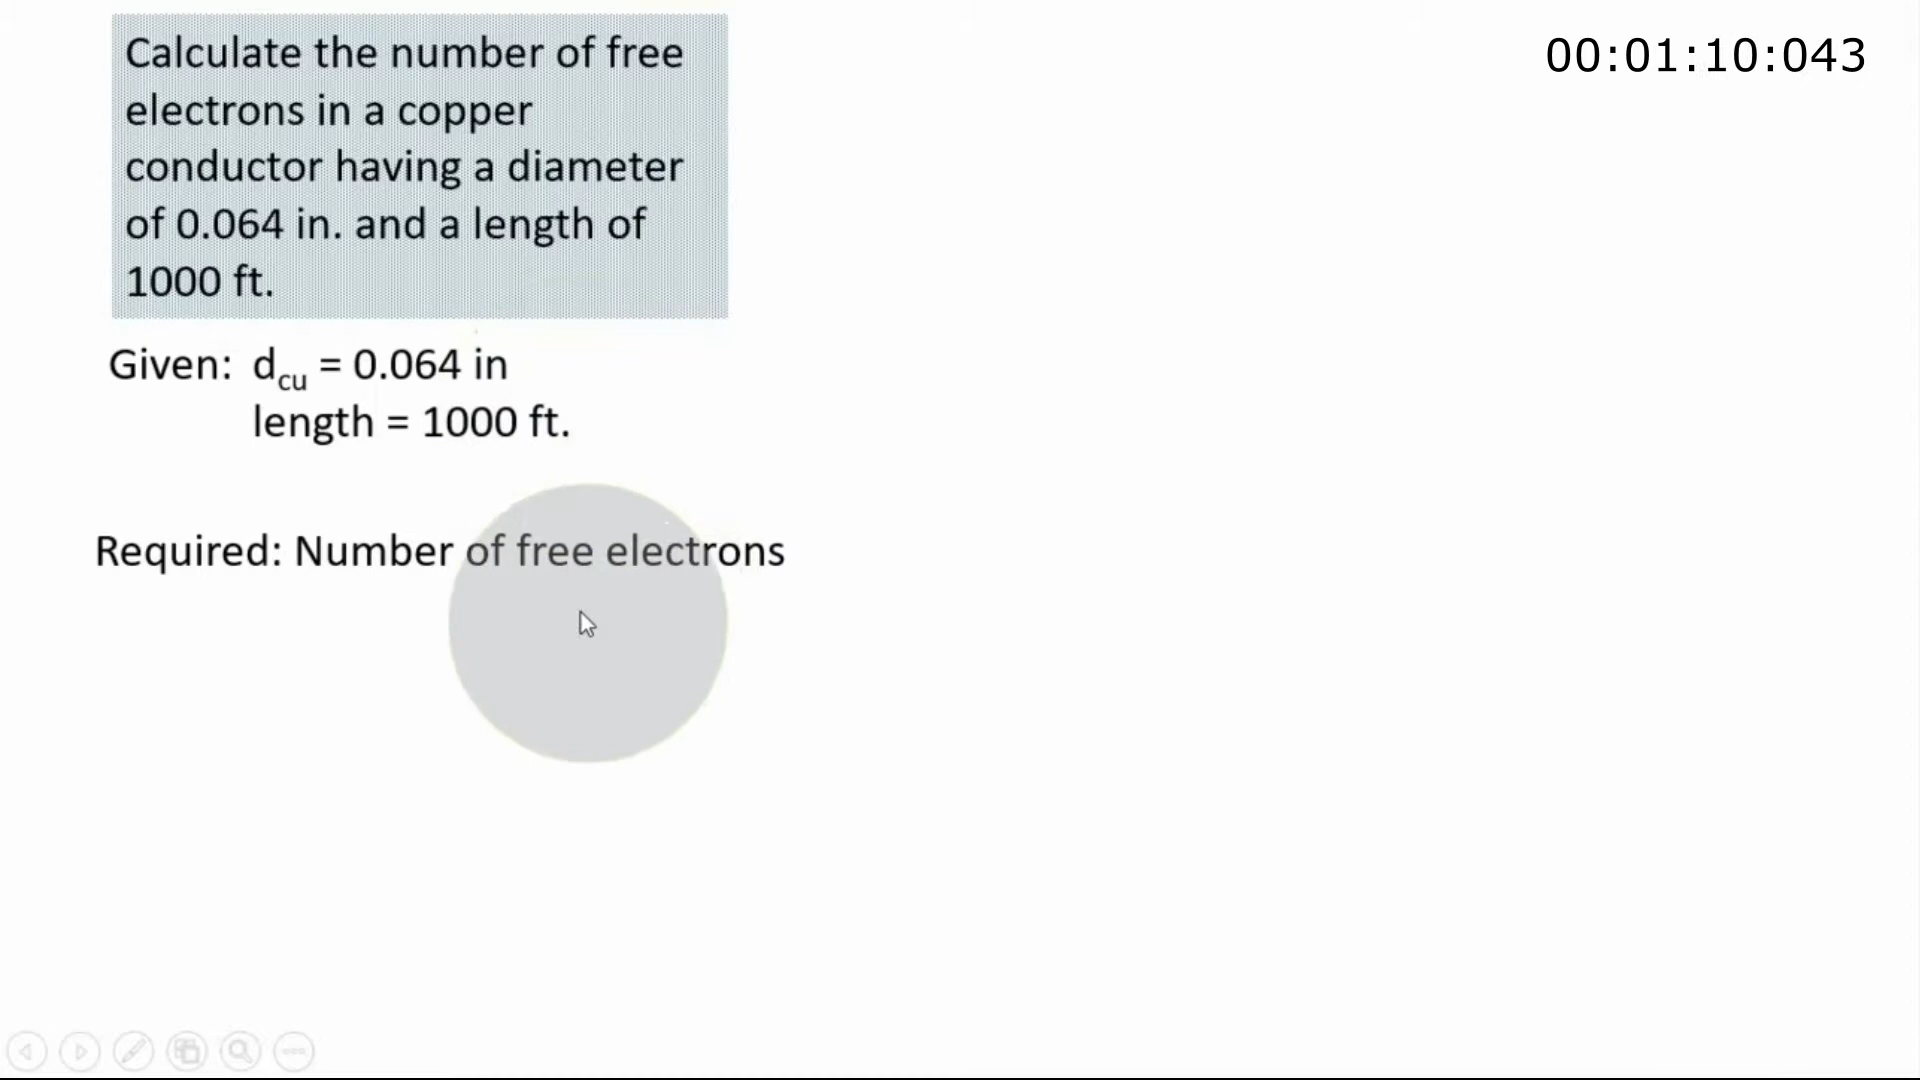 00:01:10:043
Calculate the number of free
electrons in a copper
conductor having a diameter
of 0.064 in. and a length of
1000 ft.
Given: dcu = 0.064 in
length = 1000 ft.
Required: Number of free electrons